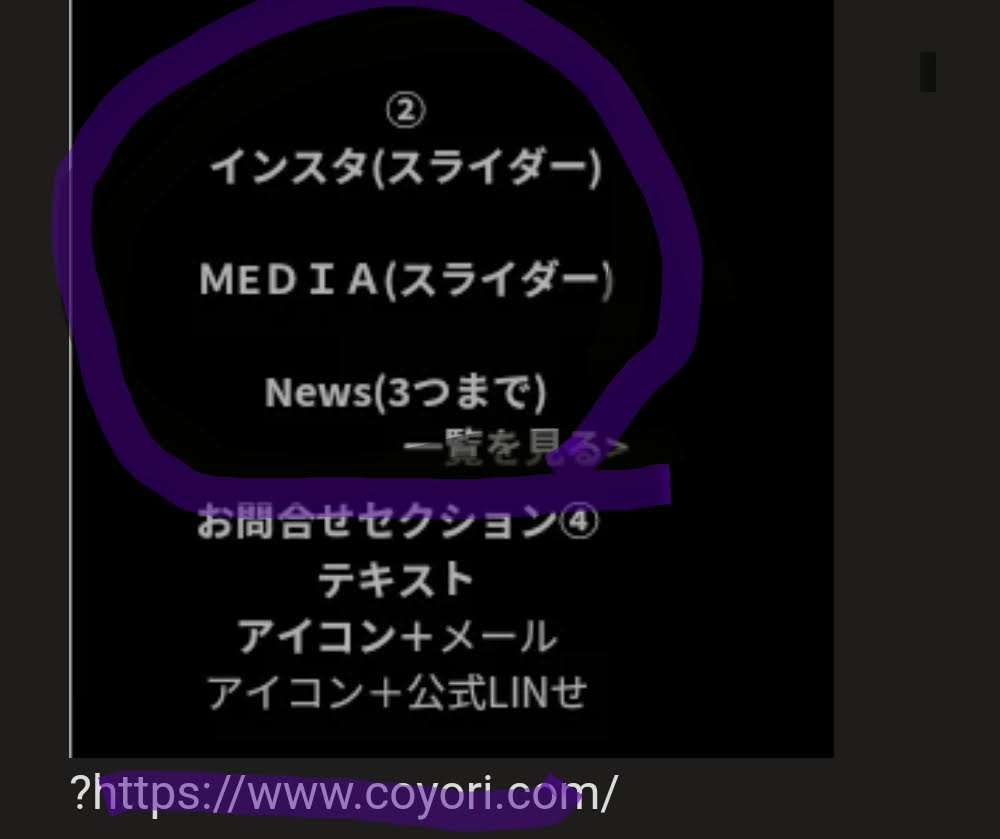 ②
インスタ(スライダー)
ＭEＤＩＡ(スライダー)
News(3つまで)
一覧を見る>
お問合せセクション④
テキスト
アイコン＋メール
アイコン＋公式LINせ
?https://www.coyori.com/